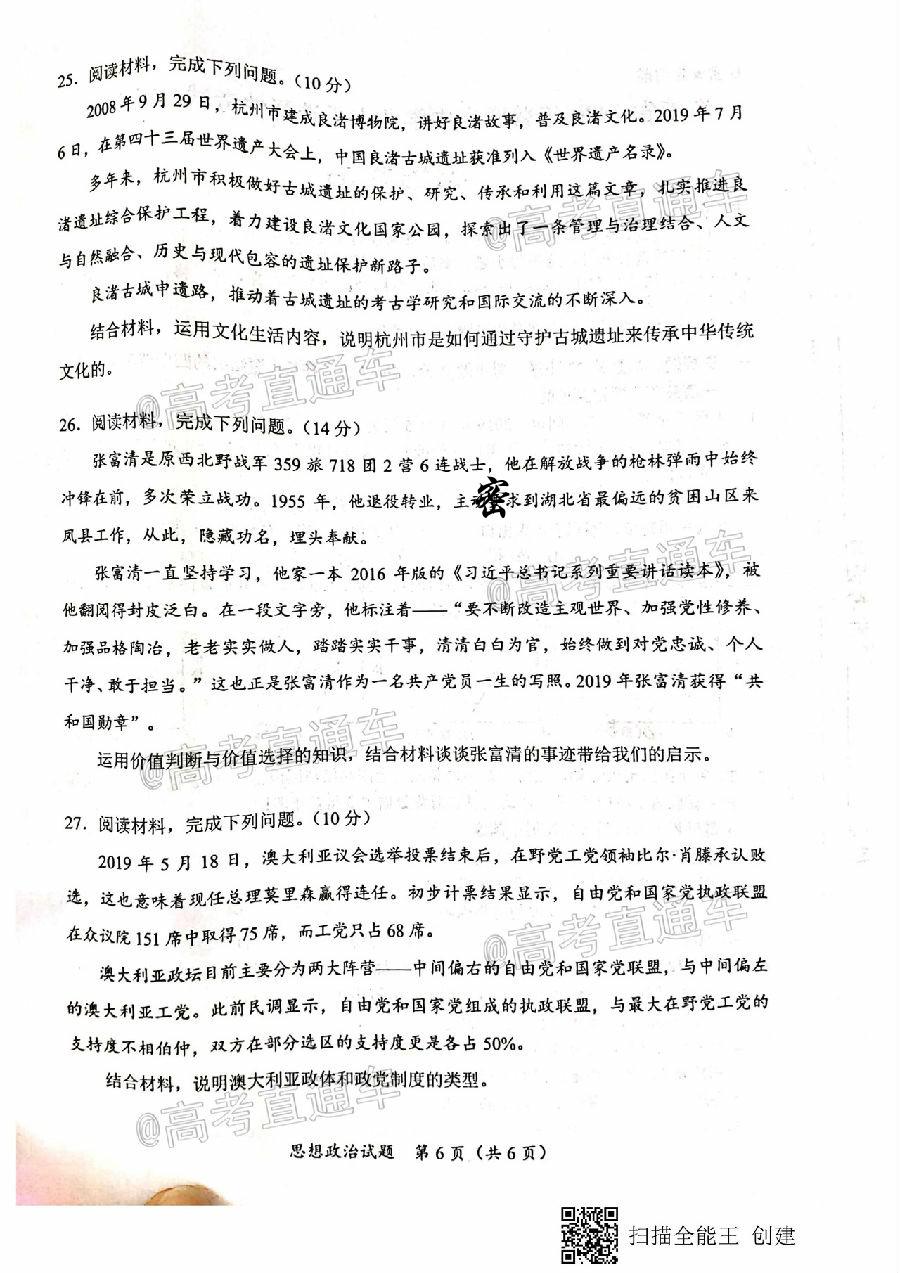 25. 阅读材料，完成下列问题。（10分）
2008年9月29日，杭州市建成良渚博物院，讲好良渚故事，普及良渚文化。2019年7月
6日，在第四十三届世界遗产大会上，中国良渚古城遗址获准列入《世界遗产名录》。
多年来，杭州市积极做好古城遗址的保护、研究、传承和利用这篇文章，扎实推进良
渚遗址综合保护工程，着力建设良渚文化国家公园，探索出了一条管理与治理结合、人文
与自然融合、历史与现代包容的遗址保护新路子。
@高考直通车
良渚古城申遗路，推动着古城遗址的考古学研究和国际交流的不断深入。
结合材料，运用文化生活内容，说明杭州市是如何通过守护古城遗址来传承中华传统
文化的。
@高考直通车
26. 阅读材料，完成下列问题。（14分）
张富清是原西北野战军359旅718团2营6连战士，他在解放战争的枪林弹雨中始终
冲锋在前，多次荣立战功。1955年，他退役转业，主 密 求到湖北省最偏远的贫困山区来
凤县工作，从此，隐藏功名，埋头奉献。
张富清一直坚持学习，他家一本2016年版的《习近平总书记系列重要讲话读本》，被
他翻阅得封皮泛白。在一段文字旁，他标注着——“要不断改造主观世界、加强党性修养、
@高考直通车
加强品格陶冶，老老实实做人，踏踏实实干事，清清白白为官，始终做到对党忠诚、个人
干净、敢于担当。”这也正是张富清作为一名共产党员一生的写照。2019年张富清获得“共
和国勋章”。
@高考直通车
运用价值判断与价值选择的知识，结合材料谈谈张富清的事迹带给我们的启示。
27. 阅读材料，完成下列问题。（10分）
2019年5月18日，澳大利亚议会选举投票结束后，在野党工党领袖比尔·肖滕承认败
选，这也意味着现任总理莫里森赢得连任。初步计票结果显示，自由党和国家党执政联盟
在众议院151席中取得75席，而工党只占68席。
@高考直通车
澳大利亚政坛目前主要分为两大阵营——中间偏右的自由党和国家党联盟，与中间偏左
的澳大利亚工党。此前民调显示，自由党和国家党组成的执政联盟，与最大在野党工党的
支持度不相伯仲，双方在部分选区的支持度更是各占50%。
结合材料，说明澳大利亚政体和政党制度的类型。
@高考直通车
思想政治试题 第6页（共6页）
扫描全能王 创建